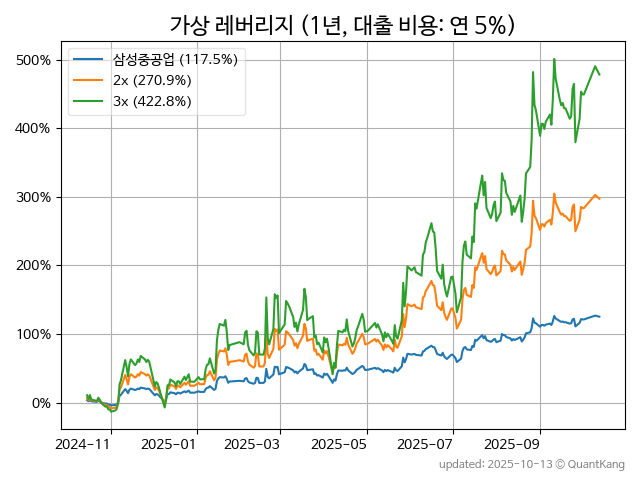 가상 레버리지 (1년, 대출 비용: 연 5%)
삼성중공업 (117.5%)
2x (270.9%)
3x (422.8%)
500%
400%
300%
200%
100%
0%
2024-11 2025-01 2025-03 2025-05 2025-07 2025-09
updated: 2025-10-13 © QuantKang